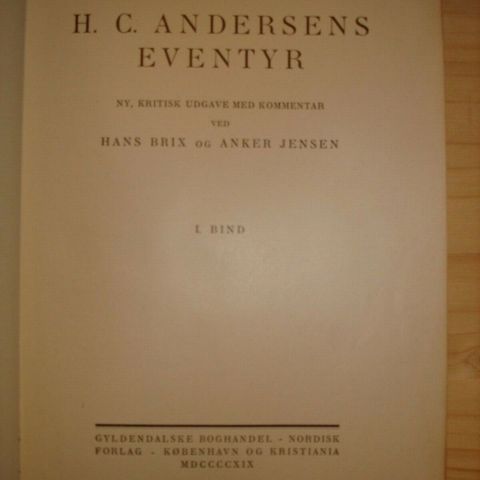 H. C. ANDERSENS
EVENTYR
NY, KRITISK UDGAVE MED KOMMENTAR
VED
HANS BRIX OG ANKER JENSEN
I. BIND
GYLDENDALSKE BOGHANDEL - NORDISK
FORLAG - KØBENHAVN OG KRISTIANIA
MDCCCCXIX